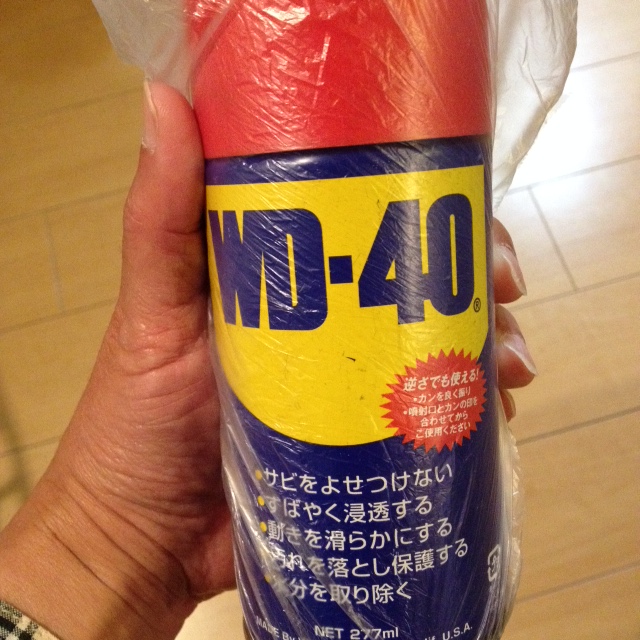 WD-40®
逆さでも使える!
・カンを良く振り
・噴射口とカンの印を
合わせてから
ご使用ください
・サビをよせつけない
・すばやく浸透する
・動きを滑らかにする
汚れを落とし保護する
・水分を取り除く
NET 277ml
MADE BY U.S.A.